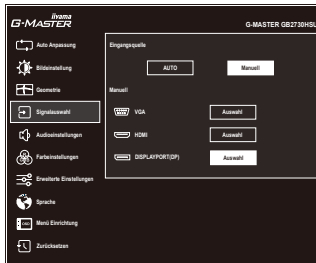 iiyama
G-MASTER
G-MASTER GB2730HSU
Auto Anpassung
Bildeinstellung
Geometrie
Signalauswahl
Audioeinstellungen
Farbeinstellungen
Erweiterte Einstellungen
Sprache
OSD
Menü Einrichtung
Zurücksetzen
Eingangsquelle
AUTO Manuell
Manuell
VGA Auswahl
HDMI Auswahl
DISPLAYPORT(DP) Auswahl